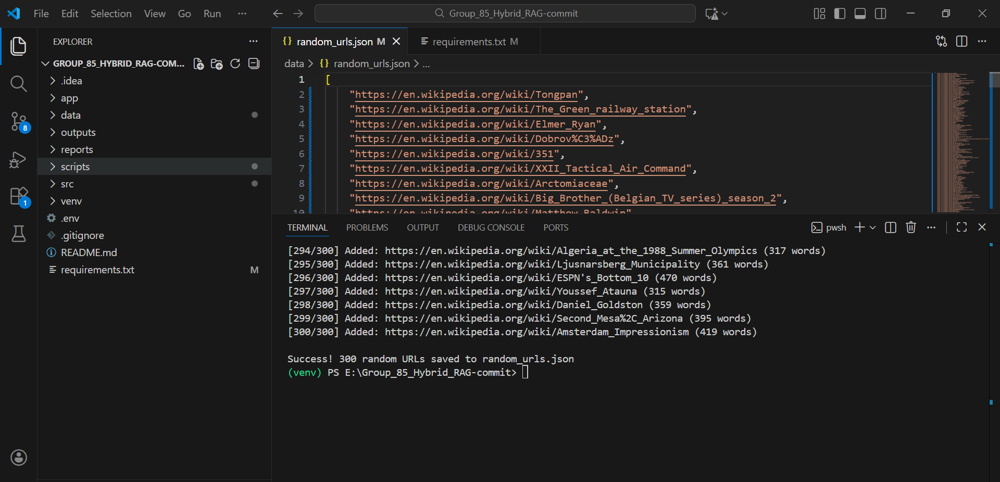 File Edit Selection View Go Run ··· Group_85_Hybrid_RAG-commit
EXPLORER
GROUP_85_HYBRID_RAG-COM...
.idea
app
data
outputs
reports
scripts
src
venv
.env
.gitignore
README.md
requirements.txt M
8
1
random_urls.json M requirements.txt M
data > {} random_urls.json > ...
1 [
2 "https://en.wikipedia.org/wiki/Tongpan",
3 "https://en.wikipedia.org/wiki/The_Green_railway_station",
4 "https://en.wikipedia.org/wiki/Elmer_Ryan",
5 "https://en.wikipedia.org/wiki/Dobrov%C3%ADz",
6 "https://en.wikipedia.org/wiki/351",
7 "https://en.wikipedia.org/wiki/XXII_Tactical_Air_Command",
8 "https://en.wikipedia.org/wiki/Arctomiaceae",
9 "https://en.wikipedia.org/wiki/Big_Brother_(Belgian_TV_series)_season_2",
10 "https://en.wikipedia.org/wiki/Matthew_Baldwin"
TERMINAL PROBLEMS OUTPUT DEBUG CONSOLE PORTS pwsh
[294/300] Added: https://en.wikipedia.org/wiki/Algeria_at_the_1988_Summer_Olympics (317 words)
[295/300] Added: https://en.wikipedia.org/wiki/Ljusnarsberg_Municipality (361 words)
[296/300] Added: https://en.wikipedia.org/wiki/ESPN's_Bottom_10 (470 words)
[297/300] Added: https://en.wikipedia.org/wiki/Youssef_Atauna (315 words)
[298/300] Added: https://en.wikipedia.org/wiki/Daniel_Goldston (359 words)
[299/300] Added: https://en.wikipedia.org/wiki/Second_Mesa%2C_Arizona (395 words)
[300/300] Added: https://en.wikipedia.org/wiki/Amsterdam_Impressionism (419 words)
Success! 300 random URLs saved to random_urls.json
(venv) PS E:\Group_85_Hybrid_RAG-commit>